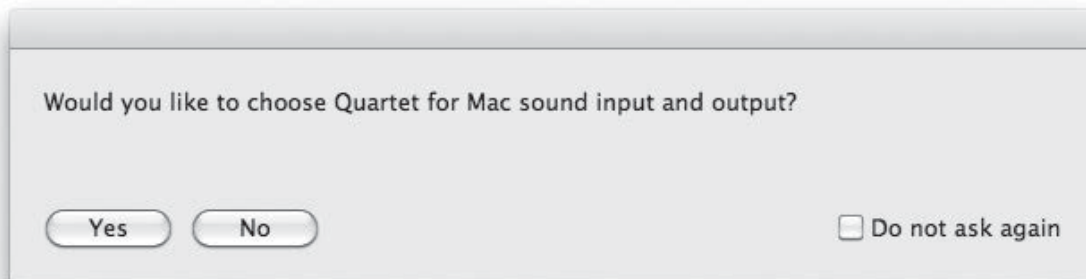 Would you like to choose Quartet for Mac sound input and output?
Yes No Do not ask again